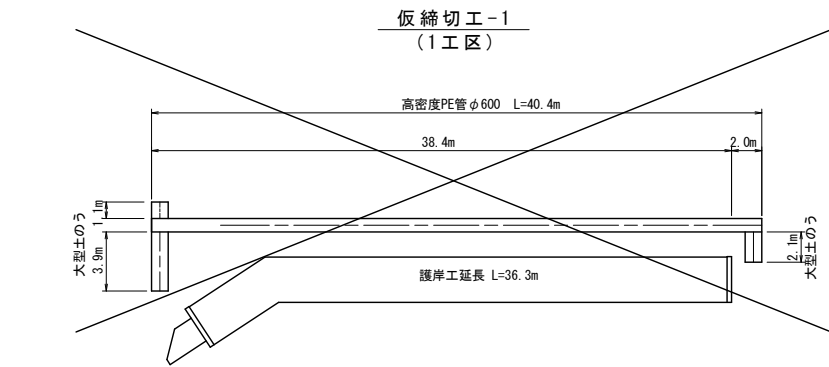 仮締切工-1
(1工区)
高密度PE管φ600 L=40.4m
38.4m
2.0m
大型土のう
1.1m
3.9m
2.1m
大型土のう
護岸工延長 L=36.3m